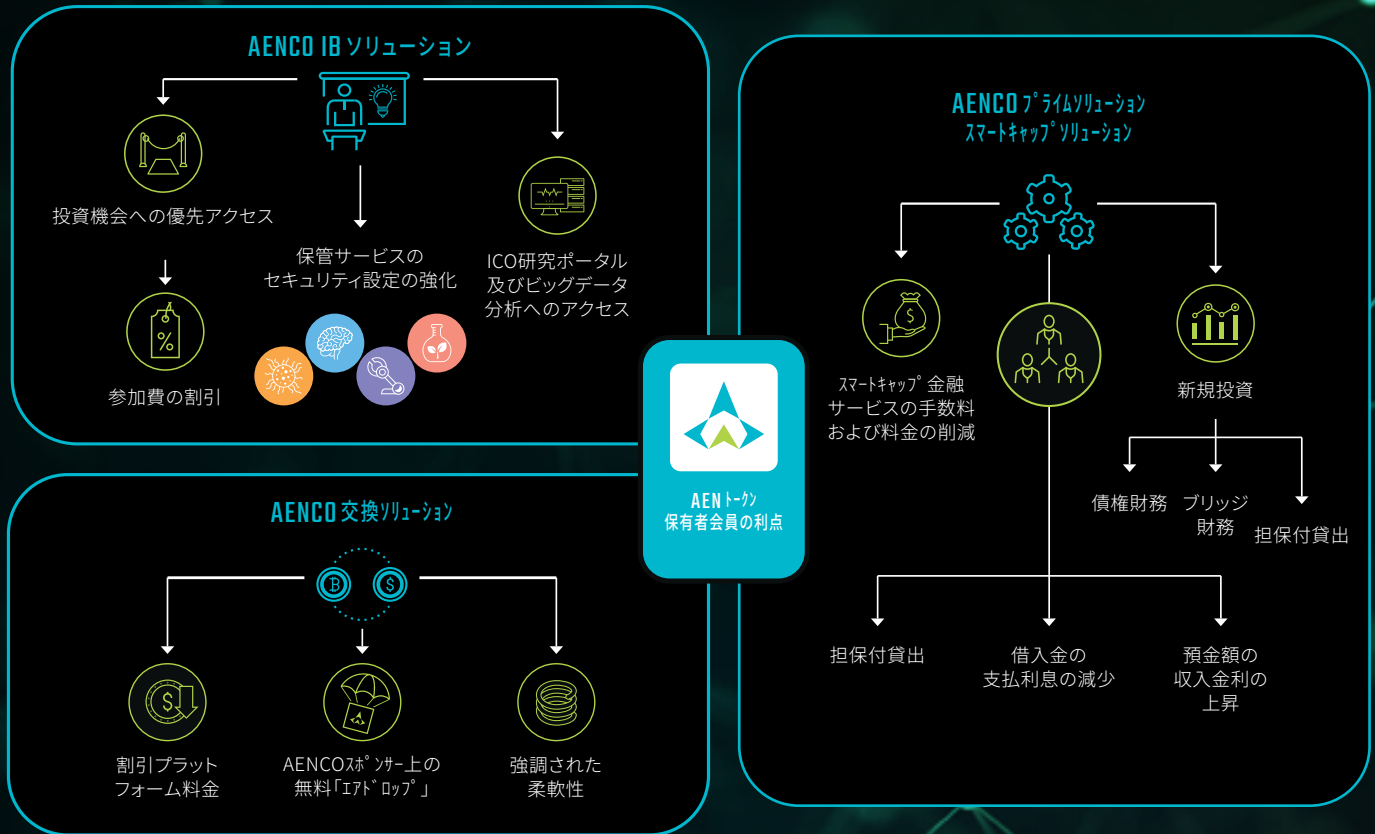 AENCO IB ソリューション
投資機会への優先アクセス
参加費の割引
保管サービスの
セキュリティ設定の強化
ICO研究ポータル
及びビッグデータ
分析へのアクセス
AENCO 交換ソリューション
割引プラット
フォーム料金
AENCOスポンサー上の
無料「エアドロップ」
強調された
柔軟性
AENトークン
保有者会員の利点
AENCO プライムソリューション
スマートキャップソリューション
スマートキャップ金融
サービスの手数料
および料金の削減
新規投資
債権財務
ブリッジ
財務
担保付貸出
担保付貸出
借入金の
支払利息の減少
預金額の
収入金利の
上昇